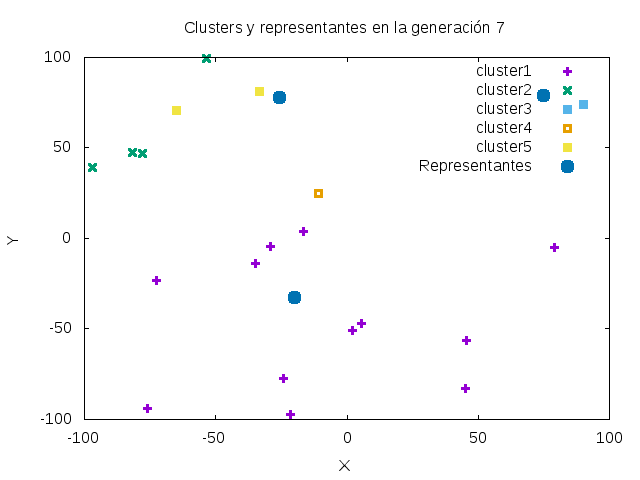 Clusters y representantes en la generación 7
cluster1
cluster2
cluster3
cluster4
cluster5
Representantes
100
50
0
-50
-100
Y
-100
-50
0
50
100
X